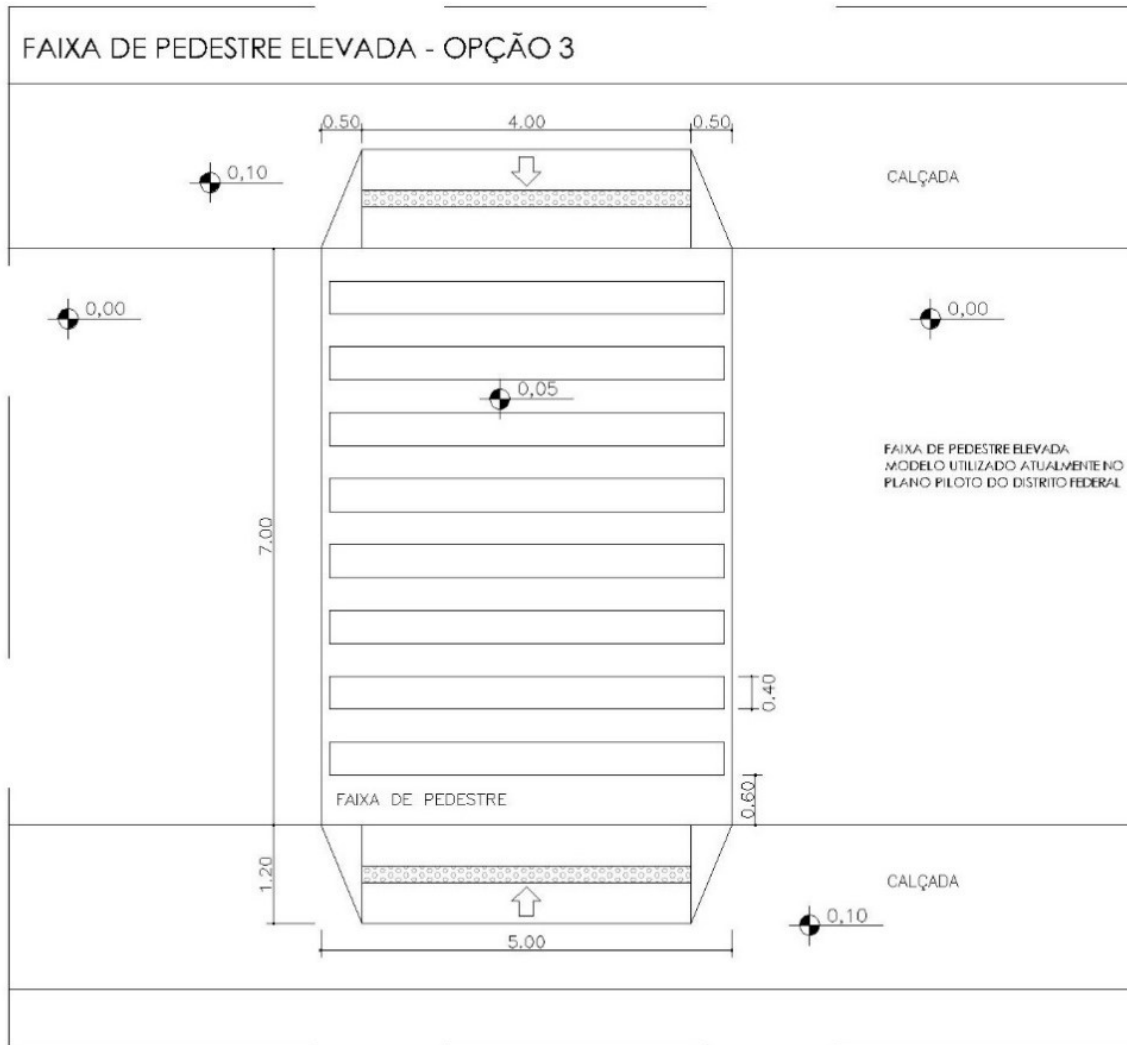 FAIXA DE PEDESTRE ELEVADA - OPÇÃO 3
0.50 4.00 0.50
0,10
CALÇADA
0,00
0,00
0,05
FAIXA DE PEDESTRE ELEVADA
MODELO UTILIZADO ATUALMENTE NO
PLANO PILOTO DO DISTRITO FEDERAL
7.00
0.40
FAIXA DE PEDESTRE
0.60
1.20
CALÇADA
0,10
5.00